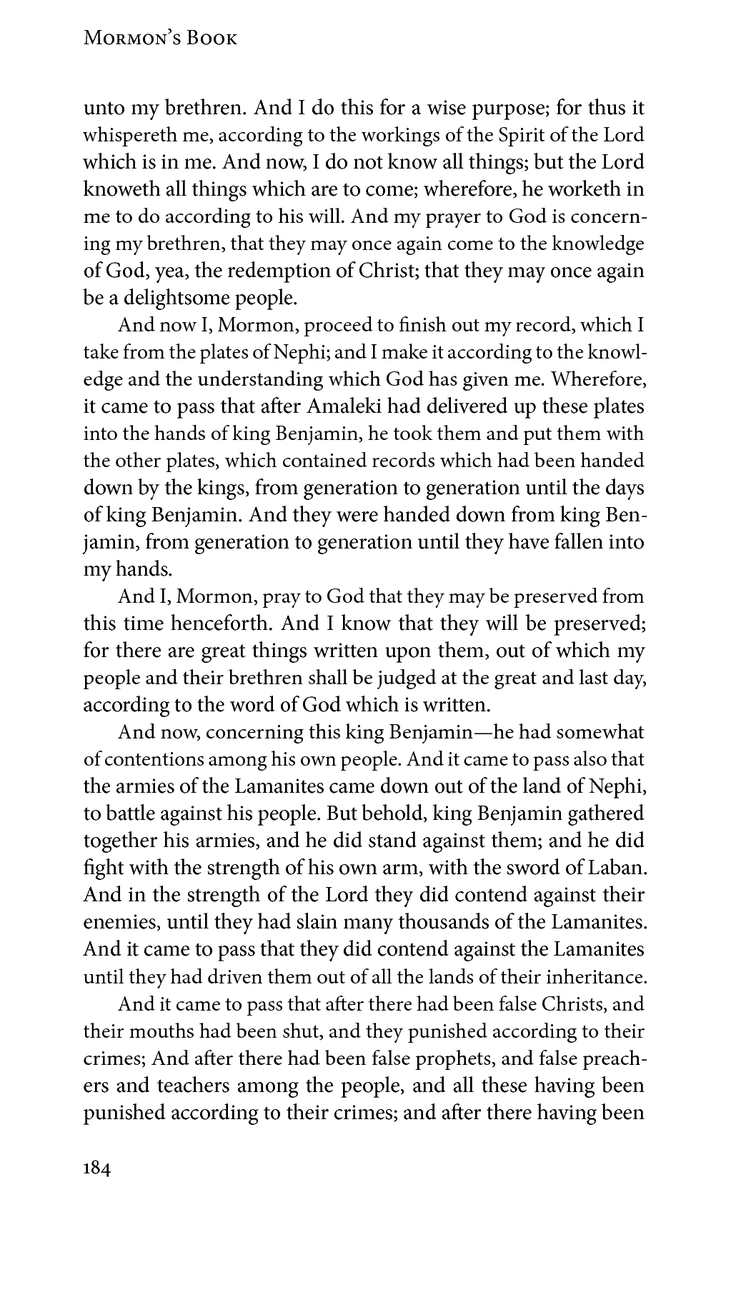 Mormon's Book
unto my brethren. And I do this for a wise purpose; for thus it
whispereth me, according to the workings of the Spirit of the Lord
which is in me. And now, I do not know all things; but the Lord
knoweth all things which are to come; wherefore, he worketh in
me to do according to his will. And my prayer to God is concern-
ing my brethren, that they may once again come to the knowledge
of God, yea, the redemption of Christ; that they may once again
be a delightsome people.
And now I, Mormon, proceed to finish out my record, which I
take from the plates of Nephi; and I make it according to the knowl-
edge and the understanding which God has given me. Wherefore,
it came to pass that after Amaleki had delivered up these plates
into the hands of king Benjamin, he took them and put them with
the other plates, which contained records which had been handed
down by the kings, from generation to generation until the days
of king Benjamin. And they were handed down from king Ben-
jamin, from generation to generation until they have fallen into
my hands.
And I, Mormon, pray to God that they may be preserved from
this time henceforth. And I know that they will be preserved;
for there are great things written upon them, out of which my
people and their brethren shall be judged at the great and last day,
according to the word of God which is written.
And now, concerning this king Benjamin—he had somewhat
of contentions among his own people. And it came to pass also that
the armies of the Lamanites came down out of the land of Nephi,
to battle against his people. But behold, king Benjamin gathered
together his armies, and he did stand against them; and he did
fight with the strength of his own arm, with the sword of Laban.
And in the strength of the Lord they did contend against their
enemies, until they had slain many thousands of the Lamanites.
And it came to pass that they did contend against the Lamanites
until they had driven them out of all the lands of their inheritance.
And it came to pass that after there had been false Christs, and
their mouths had been shut, and they punished according to their
crimes; And after there had been false prophets, and false preach-
ers and teachers among the people, and all these having been
punished according to their crimes; and after there having been
184